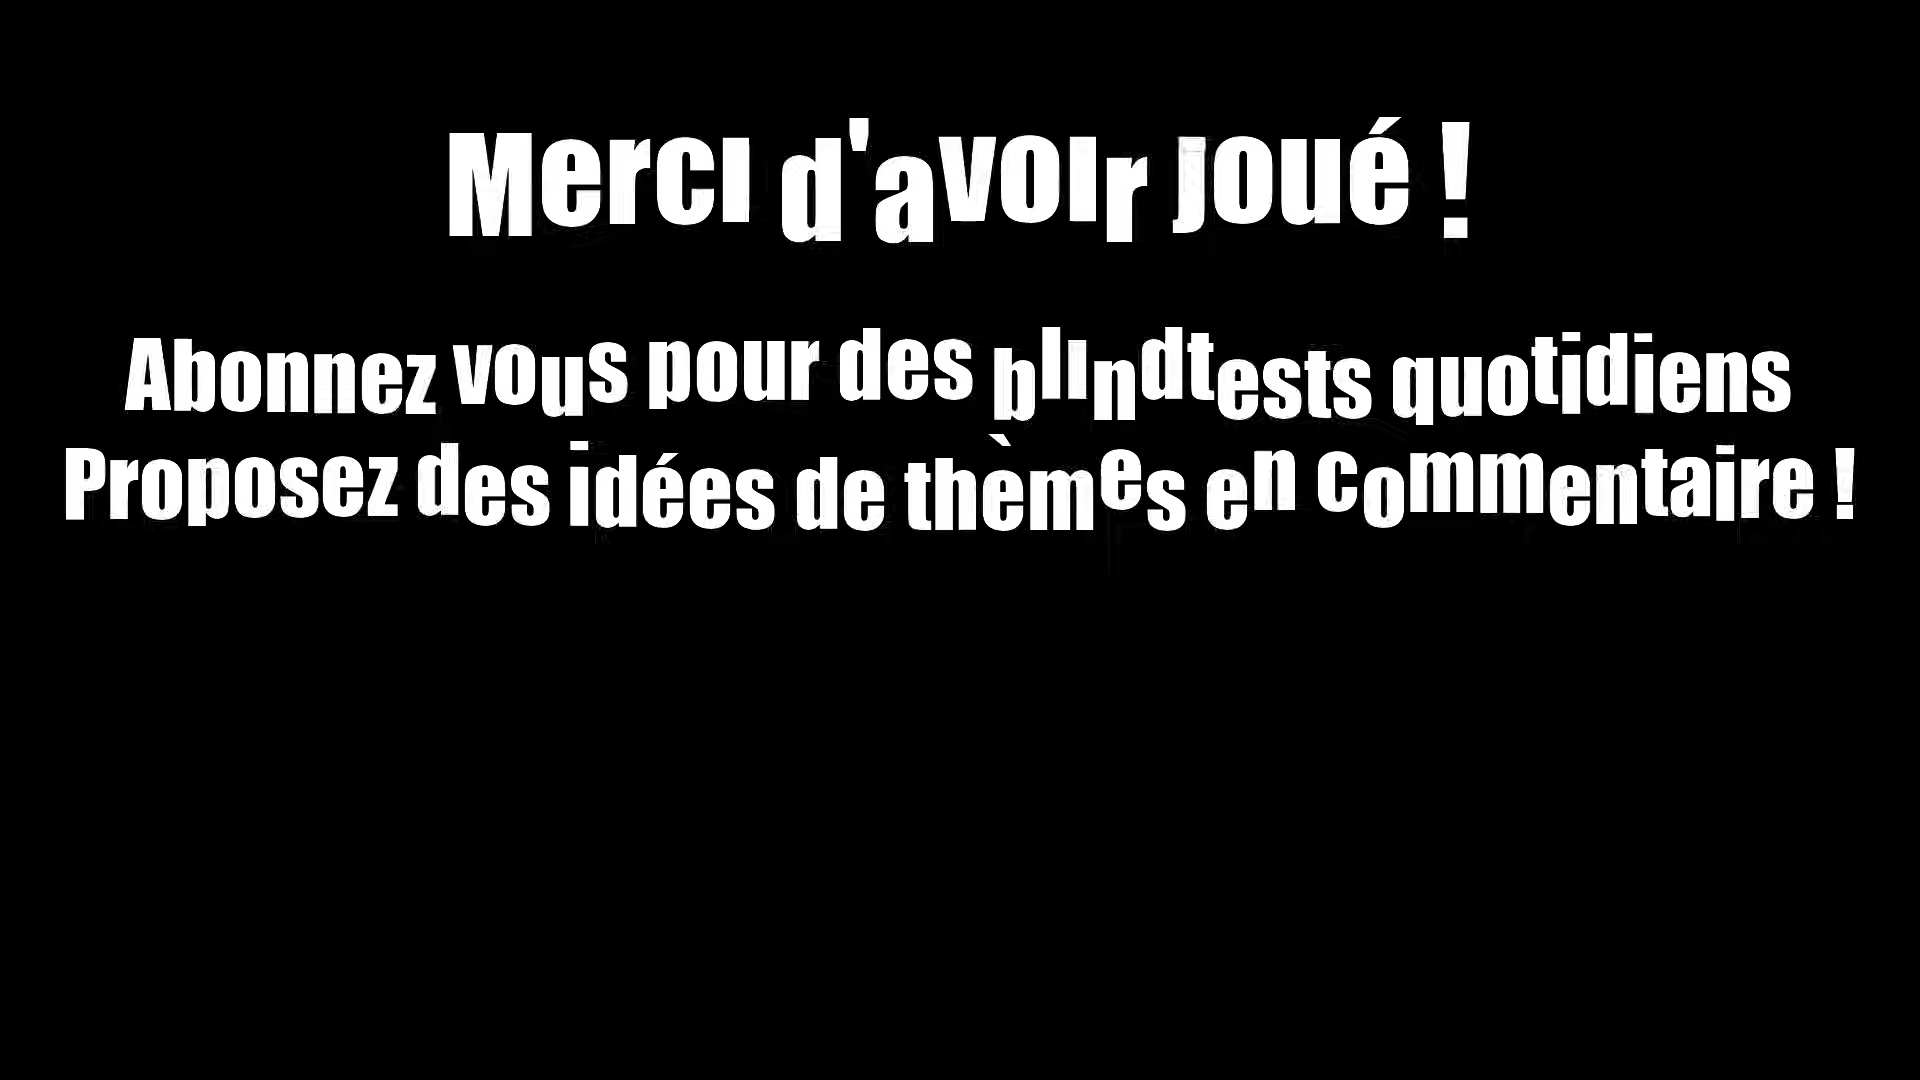 Merci d'avoir joué !
Abonnez vous pour des blindtests quotidiens
Proposez des idées de thèmes en commentaire !